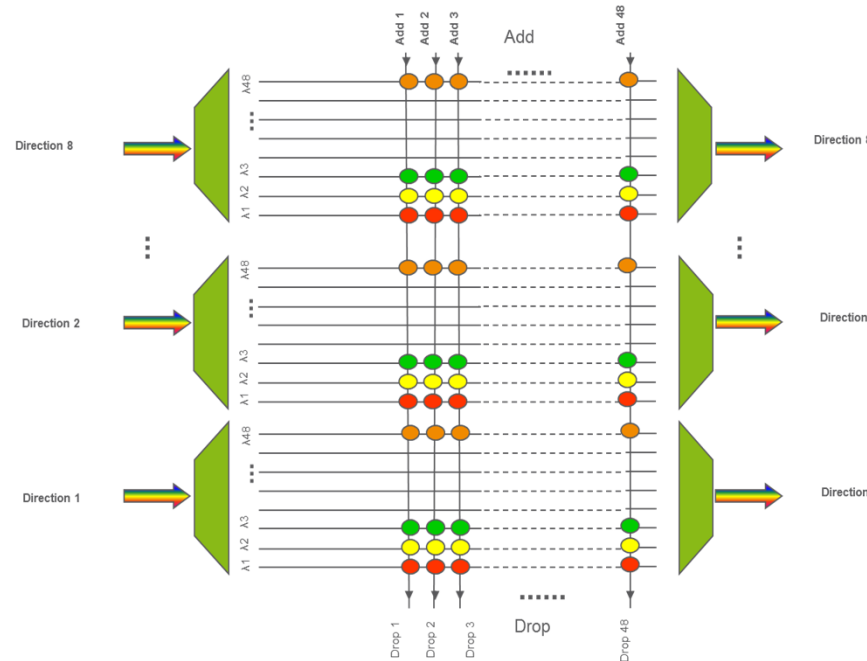 Add 1
Add 2
Add 3
Add
Add 48
λ48
Direction 8
λ3
λ2
λ1
λ48
Direction 2
Direction
λ3
λ2
λ1
λ48
Direction 1
Direction
λ3
λ2
λ1
Drop 1
Drop 2
Drop 3
Drop
Drop 48